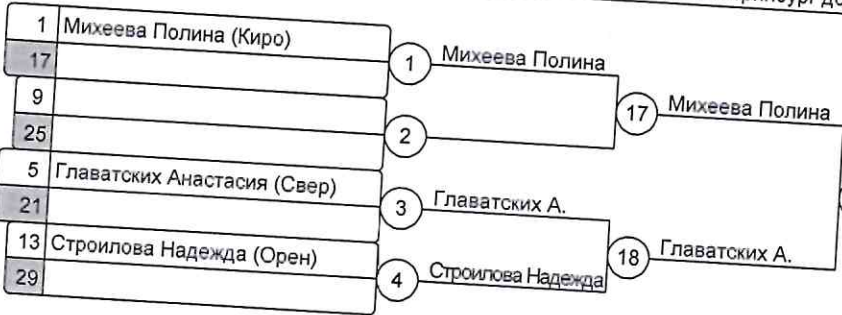 1 Михеева Полина (Киро)
17
1 Михеева Полина
9
17 Михеева Полина
25
2
5 Главатских Анастасия (Свер)
21
3 Главатских А.
13 Строилова Надежда (Орен)
18 Главатских А.
29
4 Строилова Надежда